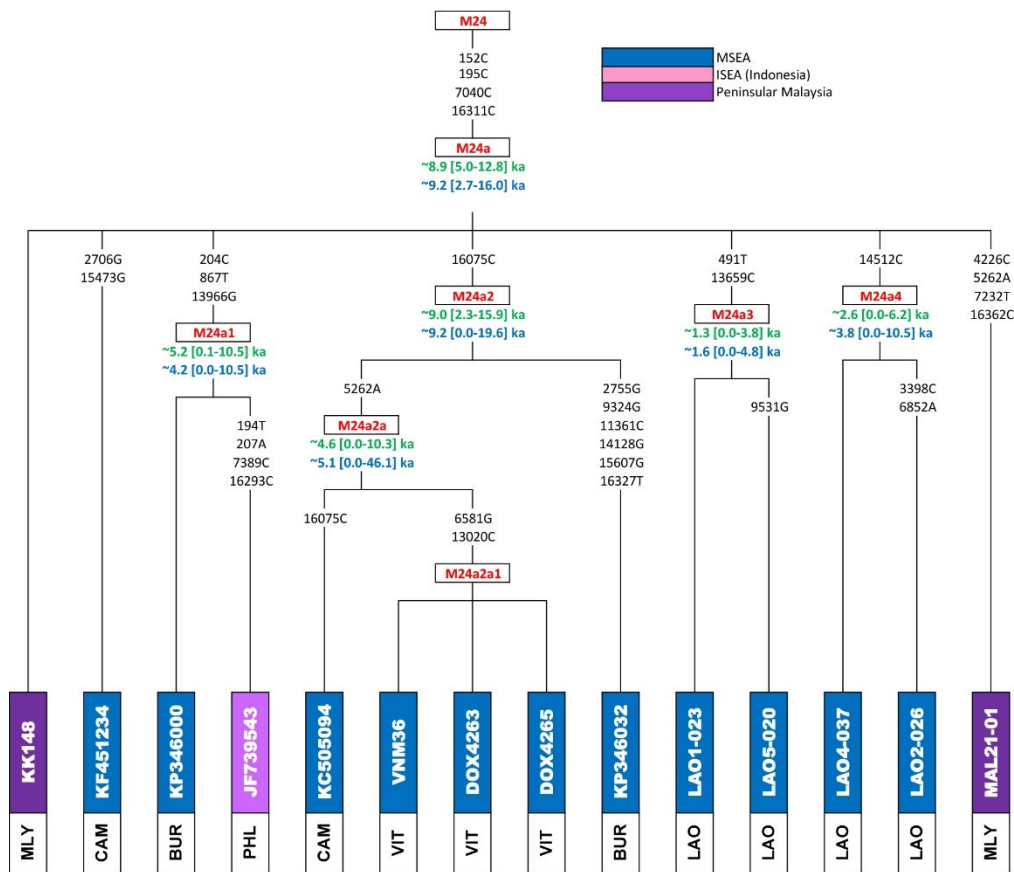 M24
152C
195C
7040C
16311C
MSEA
ISEA (Indonesia)
Peninsular Malaysia
M24a
~8.9 [5.0-12.8] ka
~9.2 [2.7-16.0] ka
2706G
15473G
204C
867T
13966G
M24a1
~5.2 [0.1-10.5] ka
~4.2 [0.0-10.5] ka
194T
207A
7389C
16293C
16075C
M24a2
~9.0 [2.3-15.9] ka
~9.2 [0.0-19.6] ka
5262A
M24a2a
~4.6 [0.0-10.3] ka
~5.1 [0.0-46.1] ka
16075C
6581G
13020C
M24a2a1
2755G
9324G
11361C
14128G
15607G
16327T
491T
13659C
M24a3
~1.3 [0.0-3.8] ka
~1.6 [0.0-4.8] ka
9531G
14512C
M24a4
~2.6 [0.0-6.2] ka
~3.8 [0.0-10.5] ka
3398C
6852A
4226C
5262A
7232T
16362C
KK148
KF451234
KP346000
JF739543
KC505094
VNM36
DOX4263
DOX4265
KP346032
LAO1-023
LAO5-020
LAO4-037
LAO2-026
MAL21-01
MLY
CAM
BUR
PHL
CAM
VIT
VIT
VIT
BUR
LAO
LAO
LAO
LAO
MLY